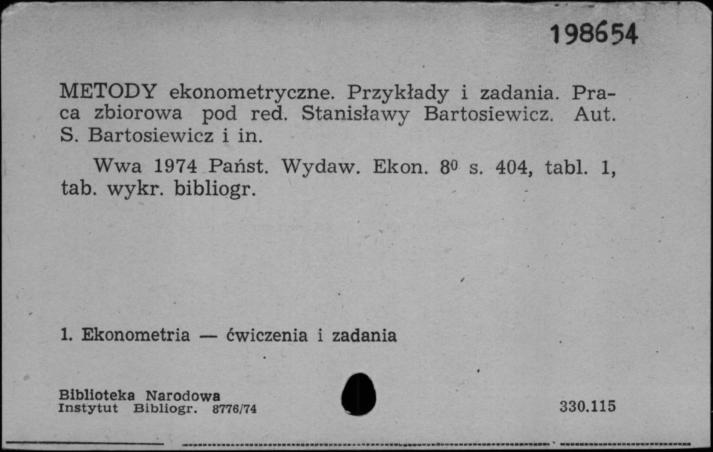 198654
METODY ekonometryczne. Przykłady i zadania. Pra-
ca zbiorowa pod red. Stanisławy Bartosiewicz. Aut.
S. Bartosiewicz i in.
Wwa 1974 Państ. Wydaw. Ekon. 8⁰ s. 404, tabl. 1,
tab. wykr. bibliogr.
1. Ekonometria — ćwiczenia i zadania
Biblioteka Narodowa
Instytut Bibliogr. 8776/74
330.115